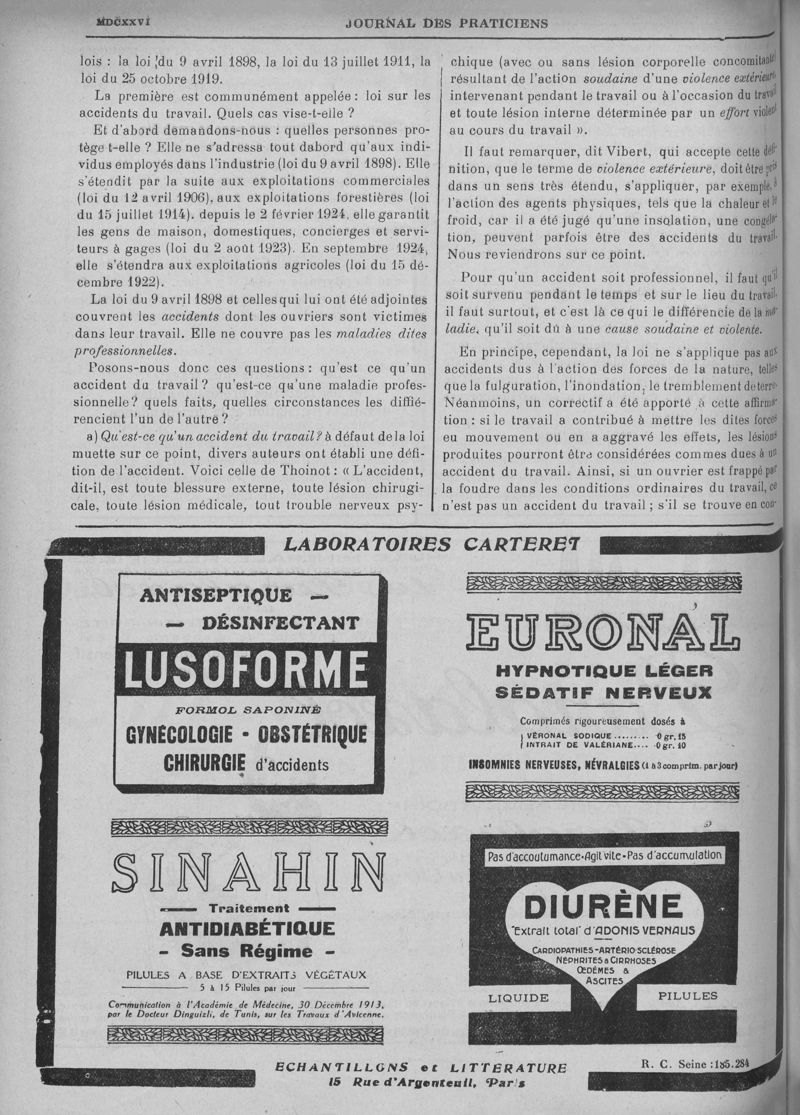 MDCXXVI
JOURNAL DES PRATICIENS
lois : la loi du 9 avril 1898, la loi du 13 juillet 1911, la
loi du 25 octobre 1919.
La première est communément appelée : loi sur les
accidents du travail. Quels cas vise-t-elle ?
Et d'abord demandons-nous : quelles personnes pro-
tège t-elle ? Elle ne s'adressa tout dabord qu'aux indi-
vidus employés dans l'industrie (loi du 9 avril 1898). Elle
s'étendit par la suite aux exploitations commerciales
(loi du 12 avril 1906), aux exploitations forestières (loi
du 15 juillet 1914). depuis le 2 février 1924, elle garantit
les gens de maison, domestiques, concierges et servi-
teurs à gages (loi du 2 août 1923). En septembre 1924,
elle s'étendra aux exploitations agricoles (loi du 15 dé-
cembre 1922).
La loi du 9 avril 1898 et celles qui lui ont été adjointes
couvrent les accidents dont les ouvriers sont victimes
dans leur travail. Elle ne couvre pas les maladies dites
professionnelles.
Posons-nous donc ces questions : qu'est ce qu'un
accident du travail ? qu'est-ce qu'une maladie profes-
sionnelle ? quels faits, quelles circonstances les diffé-
rencient l'un de l'autre ?
a) Qu'est-ce qu'un accident du travail ? à défaut de la loi
muette sur ce point, divers auteurs ont établi une défi-
tion de l'accident. Voici celle de Thoinot : « L'accident,
dit-il, est toute blessure externe, toute lésion chirugi-
cale, toute lésion médicale, tout trouble nerveux psy-
chique (avec ou sans lésion corporelle concomitante)
résultant de l'action soudaine d'une violence extérieure
intervenant pendant le travail ou à l'occasion du travail
et toute lésion interne déterminée par un effort violent
au cours du travail ».
Il faut remarquer, dit Vibert, qui accepte cette défi-
nition, que le terme de violence extérieure, doit être pris
dans un sens très étendu, s'appliquer, par exemple, à
l'action des agents physiques, tels que la chaleur et le
froid, car il a été jugé qu'une insolation, une congéla-
tion, peuvent parfois être des accidents du travail.
Nous reviendrons sur ce point.
Pour qu'un accident soit professionnel, il faut qu'il
soit survenu pendant le temps et sur le lieu du travail.
il faut surtout, et c'est là ce qui le différencie de la ma-
ladie, qu'il soit dû à une cause soudaine et violente.
En principe, cependant, la loi ne s'applique pas aux
accidents dus à l'action des forces de la nature, telles
que la fulguration, l'inondation, le tremblement de terre.
Néanmoins, un correctif a été apporté à cette affirma-
tion : si le travail a contribué à mettre les dites forces
eu mouvement ou en a aggravé les effets, les lésions
produites pourront être considérées comme dues à un
accident du travail. Ainsi, si un ouvrier est frappé par
la foudre dans les conditions ordinaires du travail, ce
n'est pas un accident du travail ; s'il se trouve en con-
LABORATOIRES CARTERET
ANTISEPTIQUE —
— DÉSINFECTANT
LUSOFORME
FORMOL SAPONINÉ
GYNÉCOLOGIE - OBSTÉTRIQUE
CHIRURGIE d'accidents
EURONAL
HYPNOTIQUE LÉGER
SÉDATIF NERVEUX
Comprimés rigoureusement dosés à
VÉRONAL SODIQUE......... 0 gr. 15
INTRAIT DE VALÉRIANE.... 0 gr. 10
INSOMNIES NERVEUSES, NÉVRALGIES (1 à 3 comprim. par jour)
SINAHIN
— Traitement —
ANTIDIABÉTIQUE
- Sans Régime -
PILULES A BASE D'EXTRAITS VÉGÉTAUX
5 à 15 Pilules par jour
Communication à l'Académie de Médecine, 30 Décembre 1913,
par le Docteur Dinguizli, de Tunis, sur les Travaux d'Avicenne.
Pas d'accoutumance • Agit vite • Pas d'accumulation
DIURÈNE
"Extrait total" d'ADONIS VERNALIS
CARDIOPATHIES - ARTÉRIO-SCLÉROSE
NÉPHRITES & CIRRHOSES
ŒDÈMES &
ASCITES
LIQUIDE
PILULES
ECHANTILLONS et LITTÉRATURE
15 Rue d'Argenteuil, Paris
R. C. Seine : 185.284